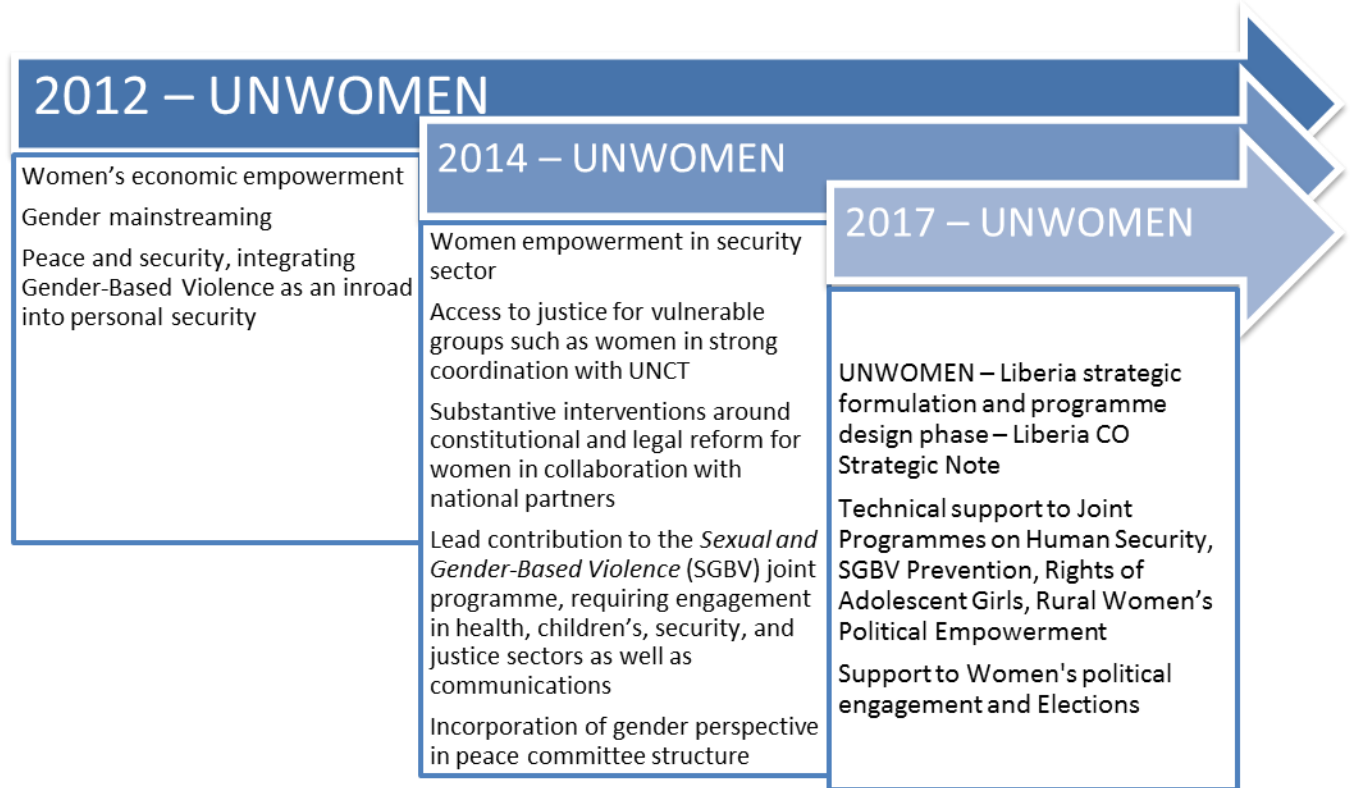 2012 – UNWOMEN
Women's economic empowerment
Gender mainstreaming
Peace and security, integrating
Gender-Based Violence as an inroad
into personal security
2014 – UNWOMEN
Women empowerment in security
sector
Access to justice for vulnerable
groups such as women in strong
coordination with UNCT
Substantive interventions around
constitutional and legal reform for
women in collaboration with
national partners
Lead contribution to the Sexual and
Gender-Based Violence (SGBV) joint
programme, requiring engagement
in health, children's, security, and
justice sectors as well as
communications
Incorporation of gender perspective
in peace committee structure
2017 – UNWOMEN
UNWOMEN – Liberia strategic
formulation and programme
design phase – Liberia CO
Strategic Note
Technical support to Joint
Programmes on Human Security,
SGBV Prevention, Rights of
Adolescent Girls, Rural Women's
Political Empowerment
Support to Women's political
engagement and Elections